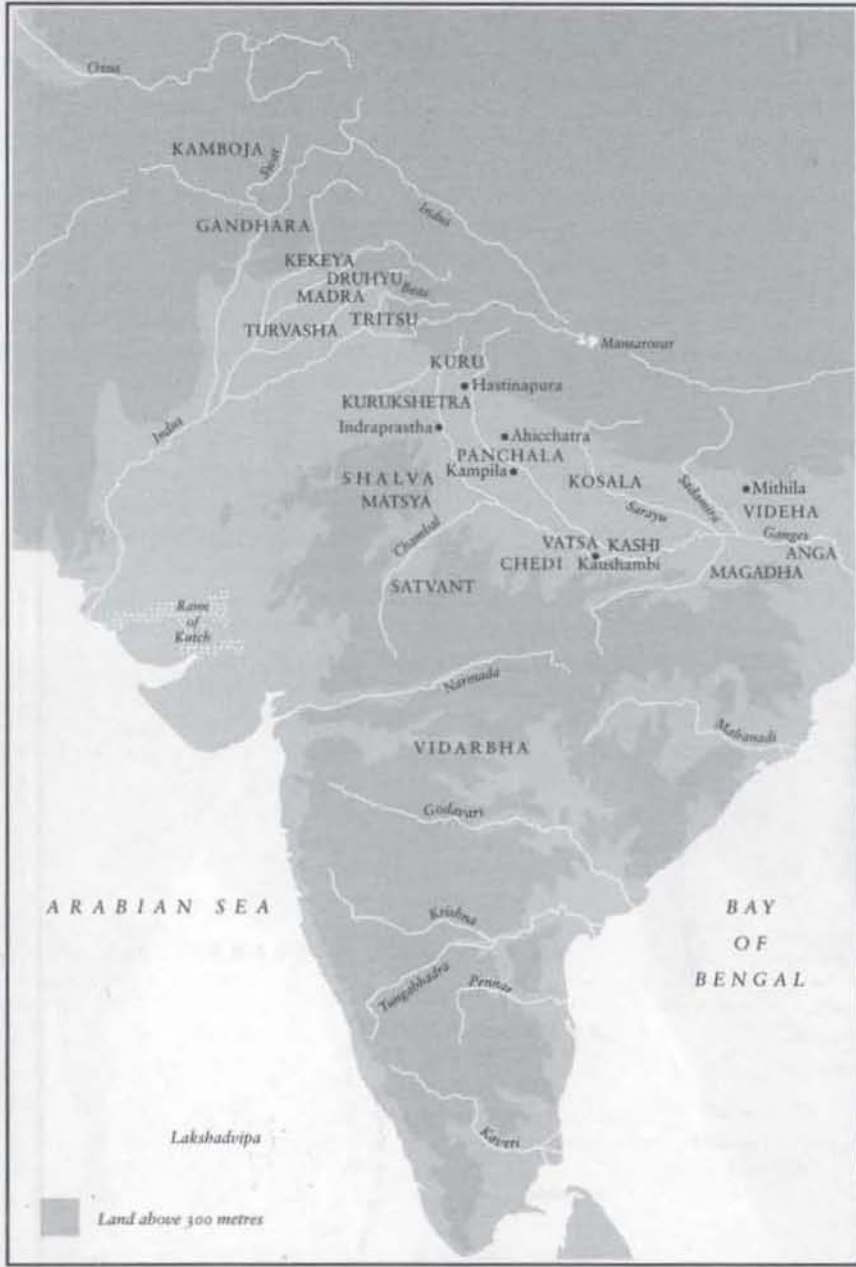 Oxus
KAMBOJA
Swat
GANDHARA
Indus
KEKEYA
DRUHYU
Beas
MADRA
TRITSU
TURVASHA
Mansarovar
KURU
Hastinapura
KURUKSHETRA
Indus
Indraprastha
Ahicchatra
PANCHALA
SHALVA
Kampila
KOSALA
Sadanira
Mithila
MATSYA
Sarayu
VIDEHA
Chambal
Ganges
VATSA KASHI
ANGA
CHEDI
Kaushambi
MAGADHA
SATVANT
Rann
of
Kutch
Narmada
Mahanadi
VIDARBHA
Godavari
ARABIAN SEA
BAY
OF
BENGAL
Krishna
Tungabhadra
Pennar
Lakshadvipa
Kaveri
Land above 300 metres